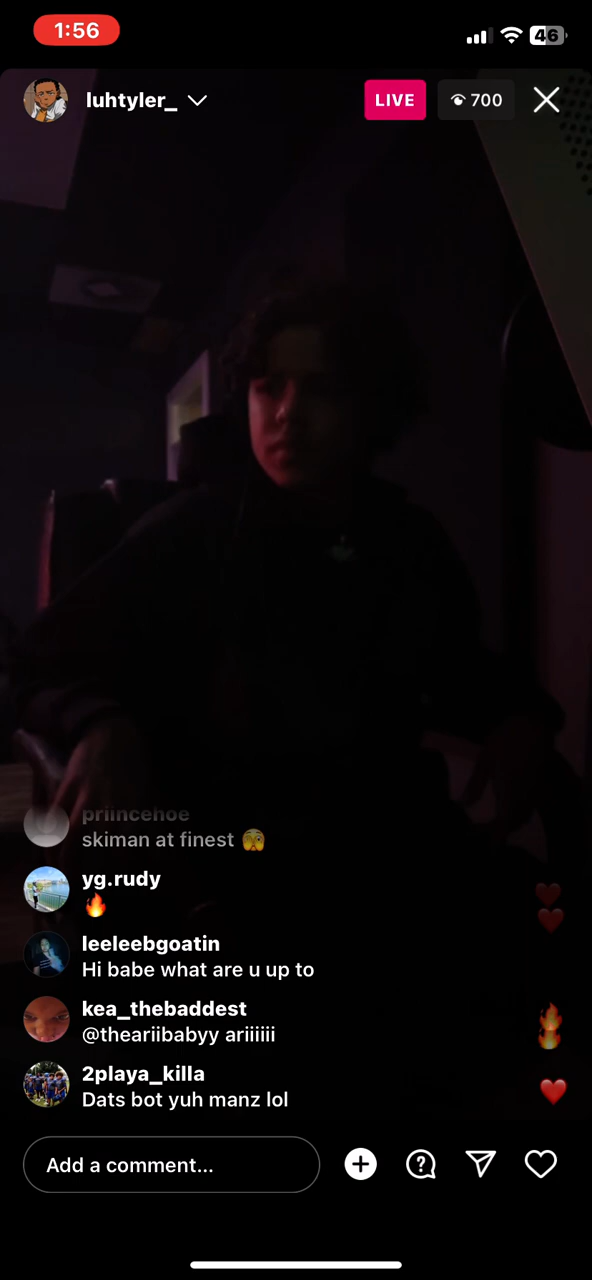 1:56
46
luhtyler_
LIVE
700
priincehoe
skiman at finest 🫣
yg.rudy
🔥
leeleebgoatin
Hi babe what are u up to
kea_thebaddest
@theariibabyy ariiiiii
2playa_killa
Dats bot yuh manz lol
Add a comment...